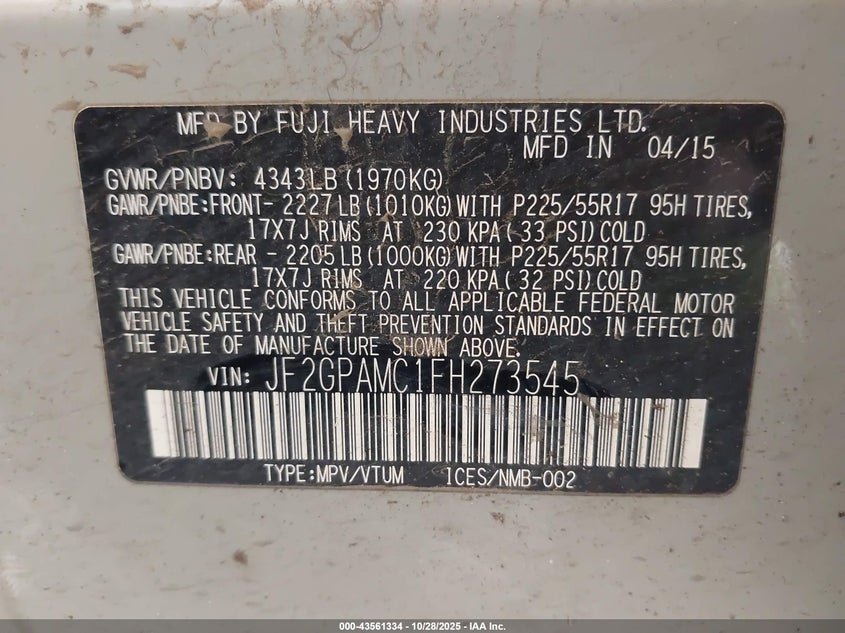 MFD BY FUJI HEAVY INDUSTRIES LTD.
MFD IN 04/15
GVWR/PNBV: 4343LB(1970KG)
GAWR/PNBE:FRONT- 2227LB(1010KG)WITH P225/55R17 95H TIRES,
17X7J RIMS AT 230 KPA(33 PSI)COLD
GAWR/PNBE:REAR - 2205LB(1000KG)WITH P225/55R17 95H TIRES,
17X7J RIMS AT 220 KPA(32 PSI)COLD
THIS VEHICLE CONFORMS TO ALL APPLICABLE FEDERAL MOTOR
VEHICLE SAFETY AND THEFT PREVENTION STANDARDS IN EFFECT ON
THE DATE OF MANUFACTURE SHOWN ABOVE.
VIN: JF2GPAMC1FH273545
TYPE:MPV/VTUM ICES/NMB-002
000-43561334 | 10/28/2025 - IAA Inc.